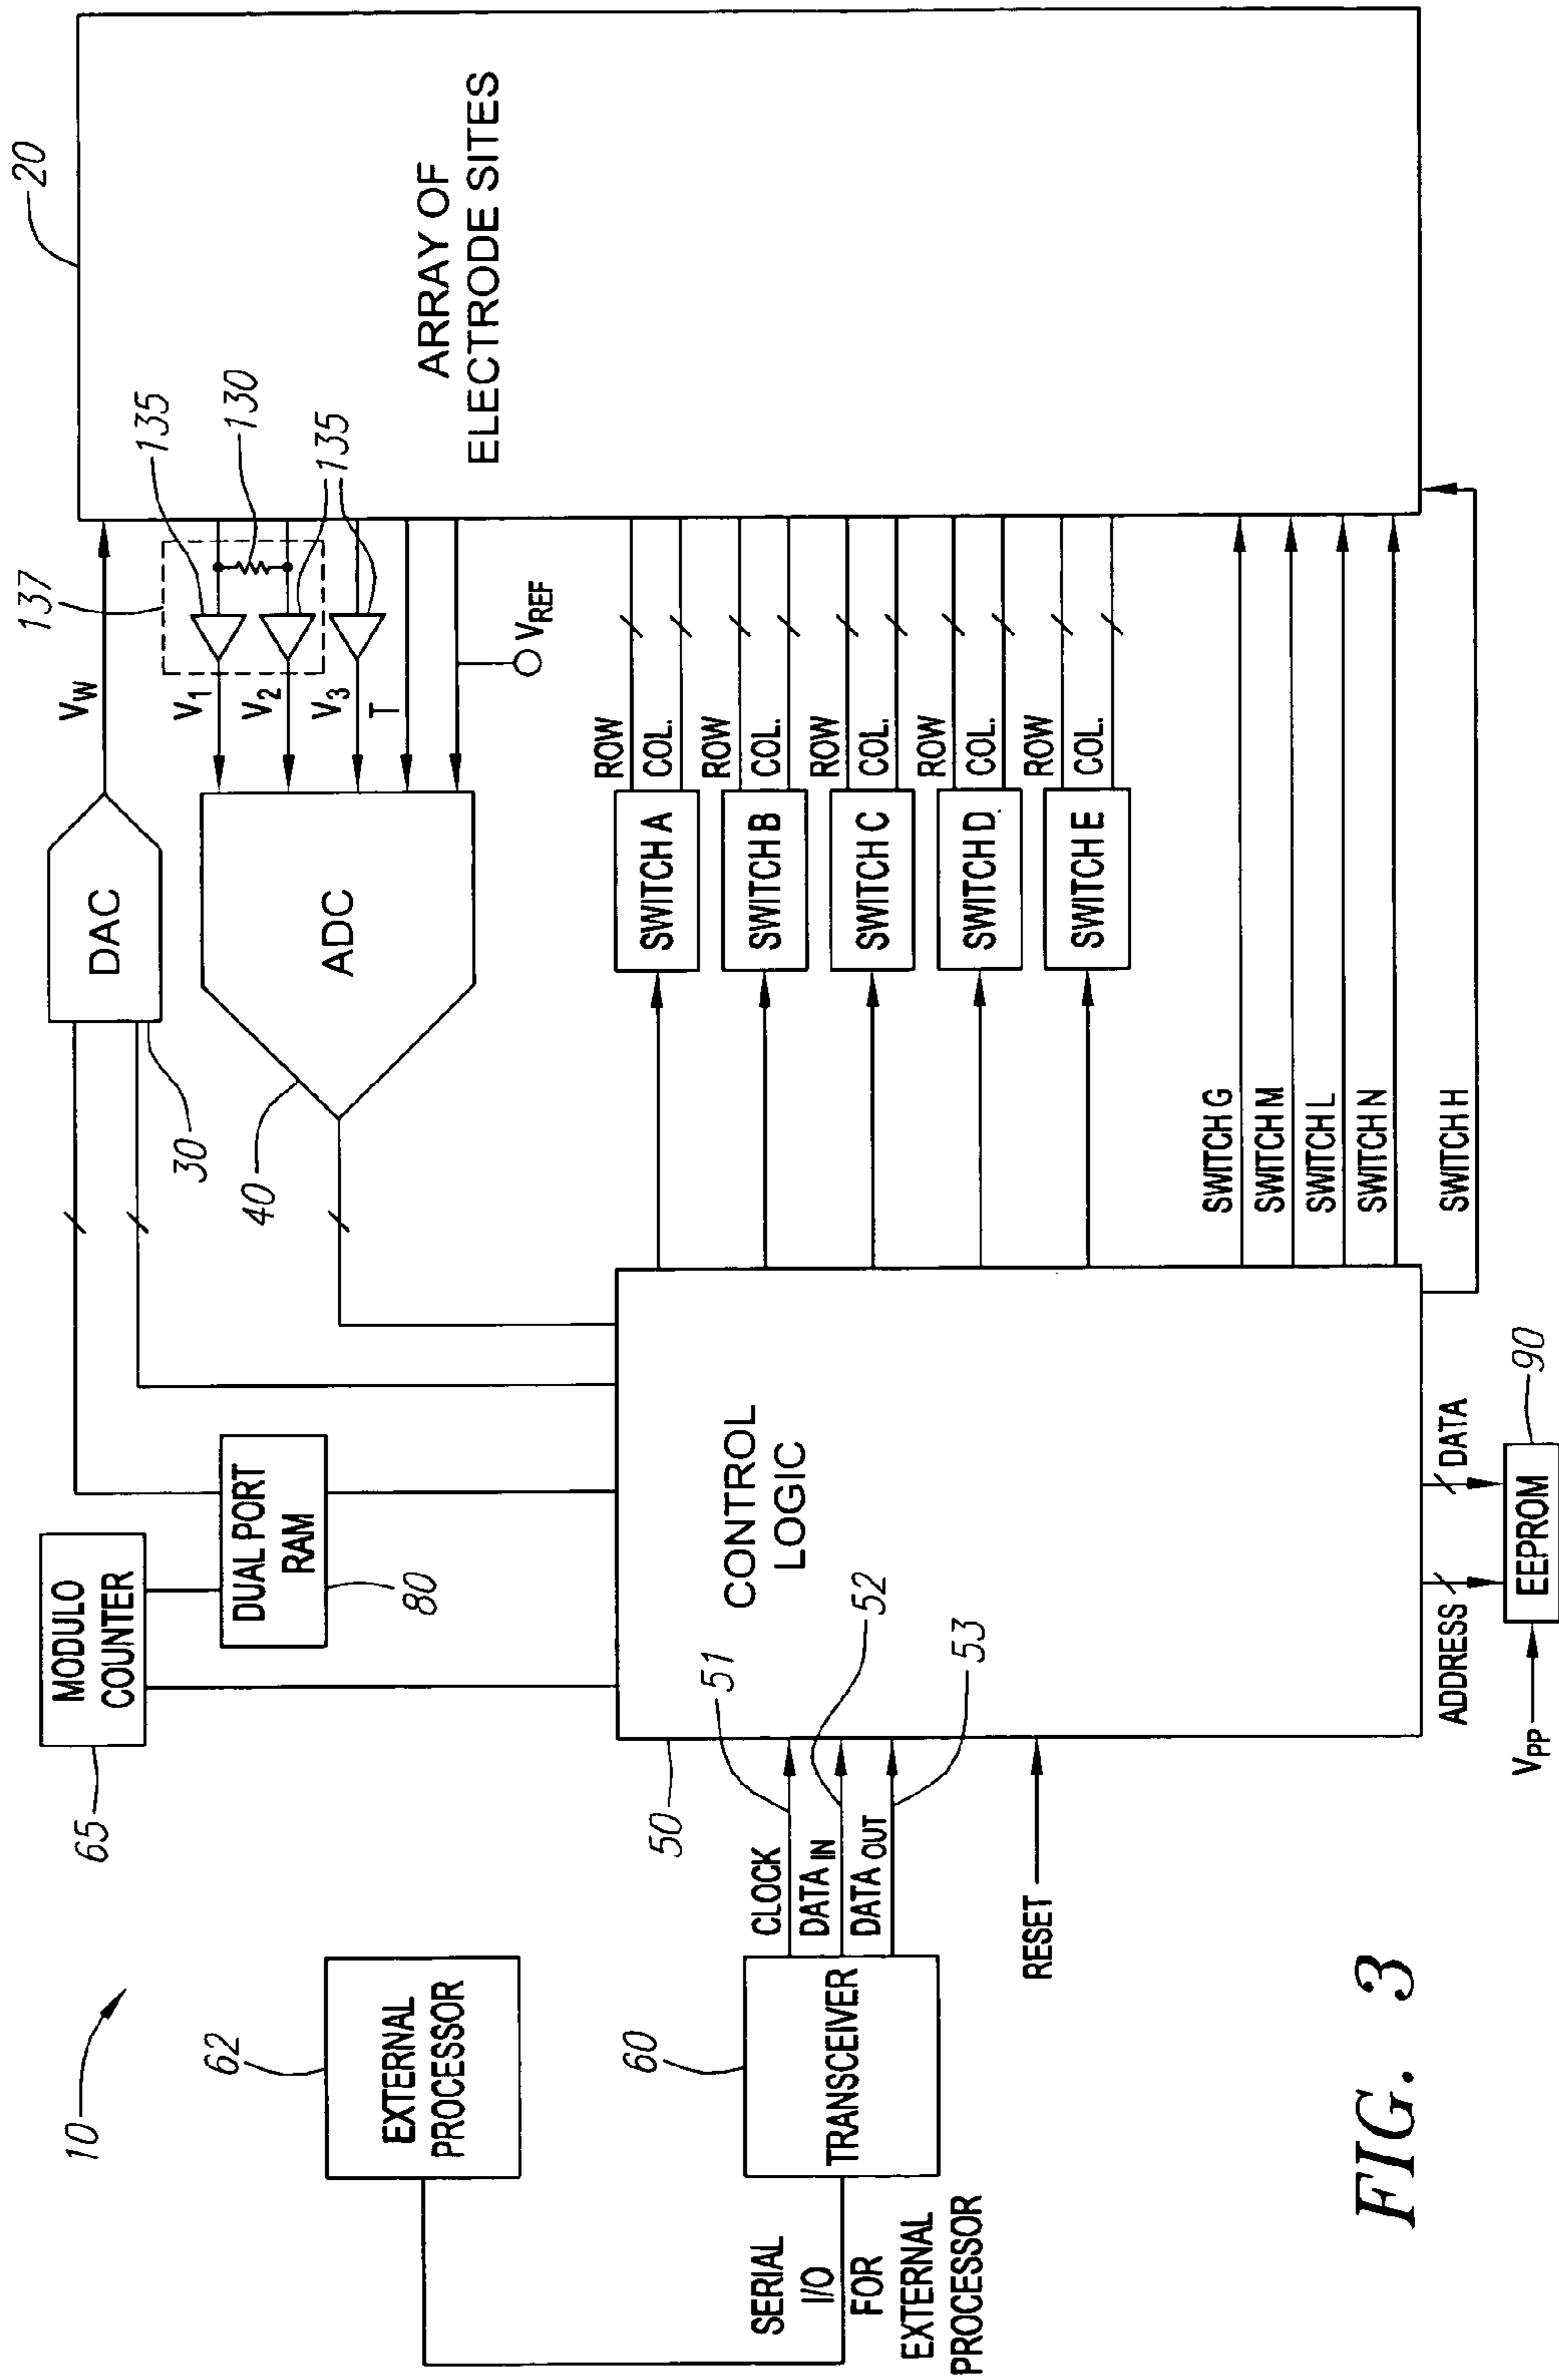 10
62
EXTERNAL
PROCESSOR
SERIAL
I/O
FOR
EXTERNAL
PROCESSOR
60
TRANSCEIVER
CLOCK
DATA IN
DATA OUT
51
52
53
RESET
65
MODULO
COUNTER
DUAL PORT
RAM
80
50
CONTROL
LOGIC
ADDRESS
DATA
VPP
EEPROM
90
30
DAC
40
ADC
VW
V1
V2
V3
T
VREF
137
135
130
135
20
ARRAY OF
ELECTRODE SITES
SWITCH A
ROW
COL.
SWITCH B
ROW
COL.
SWITCH C
ROW
COL.
SWITCH D
ROW
COL.
SWITCH E
ROW
COL.
SWITCH G
SWITCH M
SWITCH L
SWITCH N
SWITCH H
FIG. 3